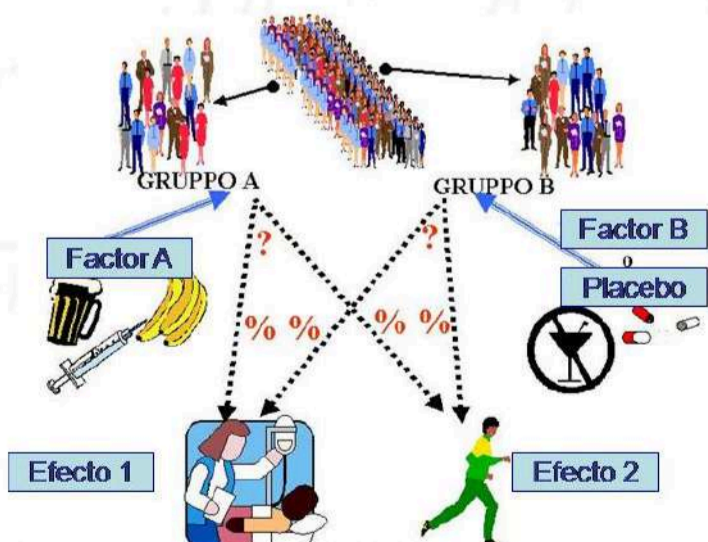 GRUPPO A
GRUPPO B
Factor A
Factor B
o
Placebo
?
?
% %
% %
Efecto 1
Efecto 2